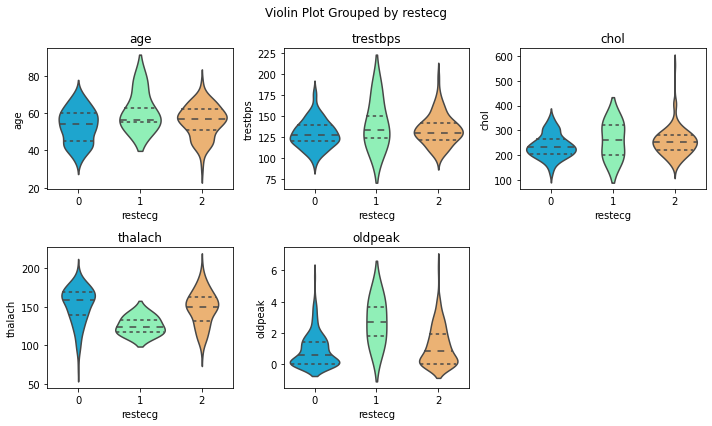 Violin Plot Grouped by restecg
age
trestbps
chol
80
60
40
20
age
0
1
2
restecg
225
200
175
150
125
100
75
trestbps
0
1
2
restecg
600
500
400
300
200
100
chol
0
1
2
restecg
thalach
oldpeak
200
150
100
50
thalach
0
1
2
restecg
6
4
2
0
oldpeak
0
1
2
restecg